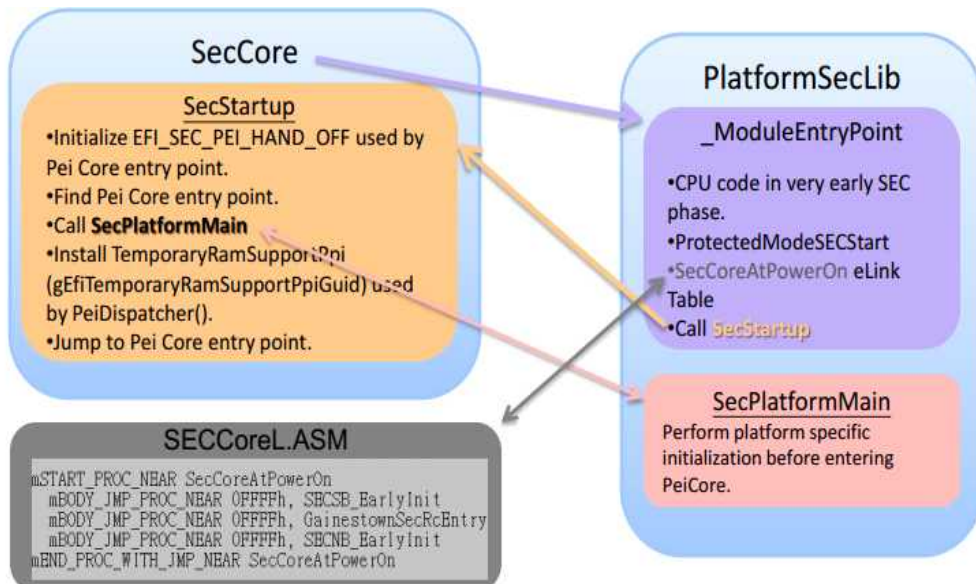 SecCore
SecStartup
•Initialize EFI_SEC_PEI_HAND_OFF used by
Pei Core entry point.
•Find Pei Core entry point.
•Call SecPlatformMain
•Install TemporaryRamSupportPpi
(gEfiTemporaryRamSupportPpiGuid) used
by PeiDispatcher().
•Jump to Pei Core entry point.
PlatformSecLib
_ModuleEntryPoint
•CPU code in very early SEC
phase.
•ProtectedModeSECStart
•SecCoreAtPowerOn eLink
Table
•Call SecStartup
SecPlatformMain
Perform platform specific
initialization before entering
PeiCore.
SECCoreL.ASM
mSTART_PROC_NEAR SecCoreAtPowerOn
mBODY_JMP_PROC_NEAR 0FFFFh, SECSB_EarlyInit
mBODY_JMP_PROC_NEAR 0FFFFh, GainestownSecRcEntry
mBODY_JMP_PROC_NEAR 0FFFFh, SECNB_EarlyInit
mEND_PROC_WITH_JMP_NEAR SecCoreAtPowerOn